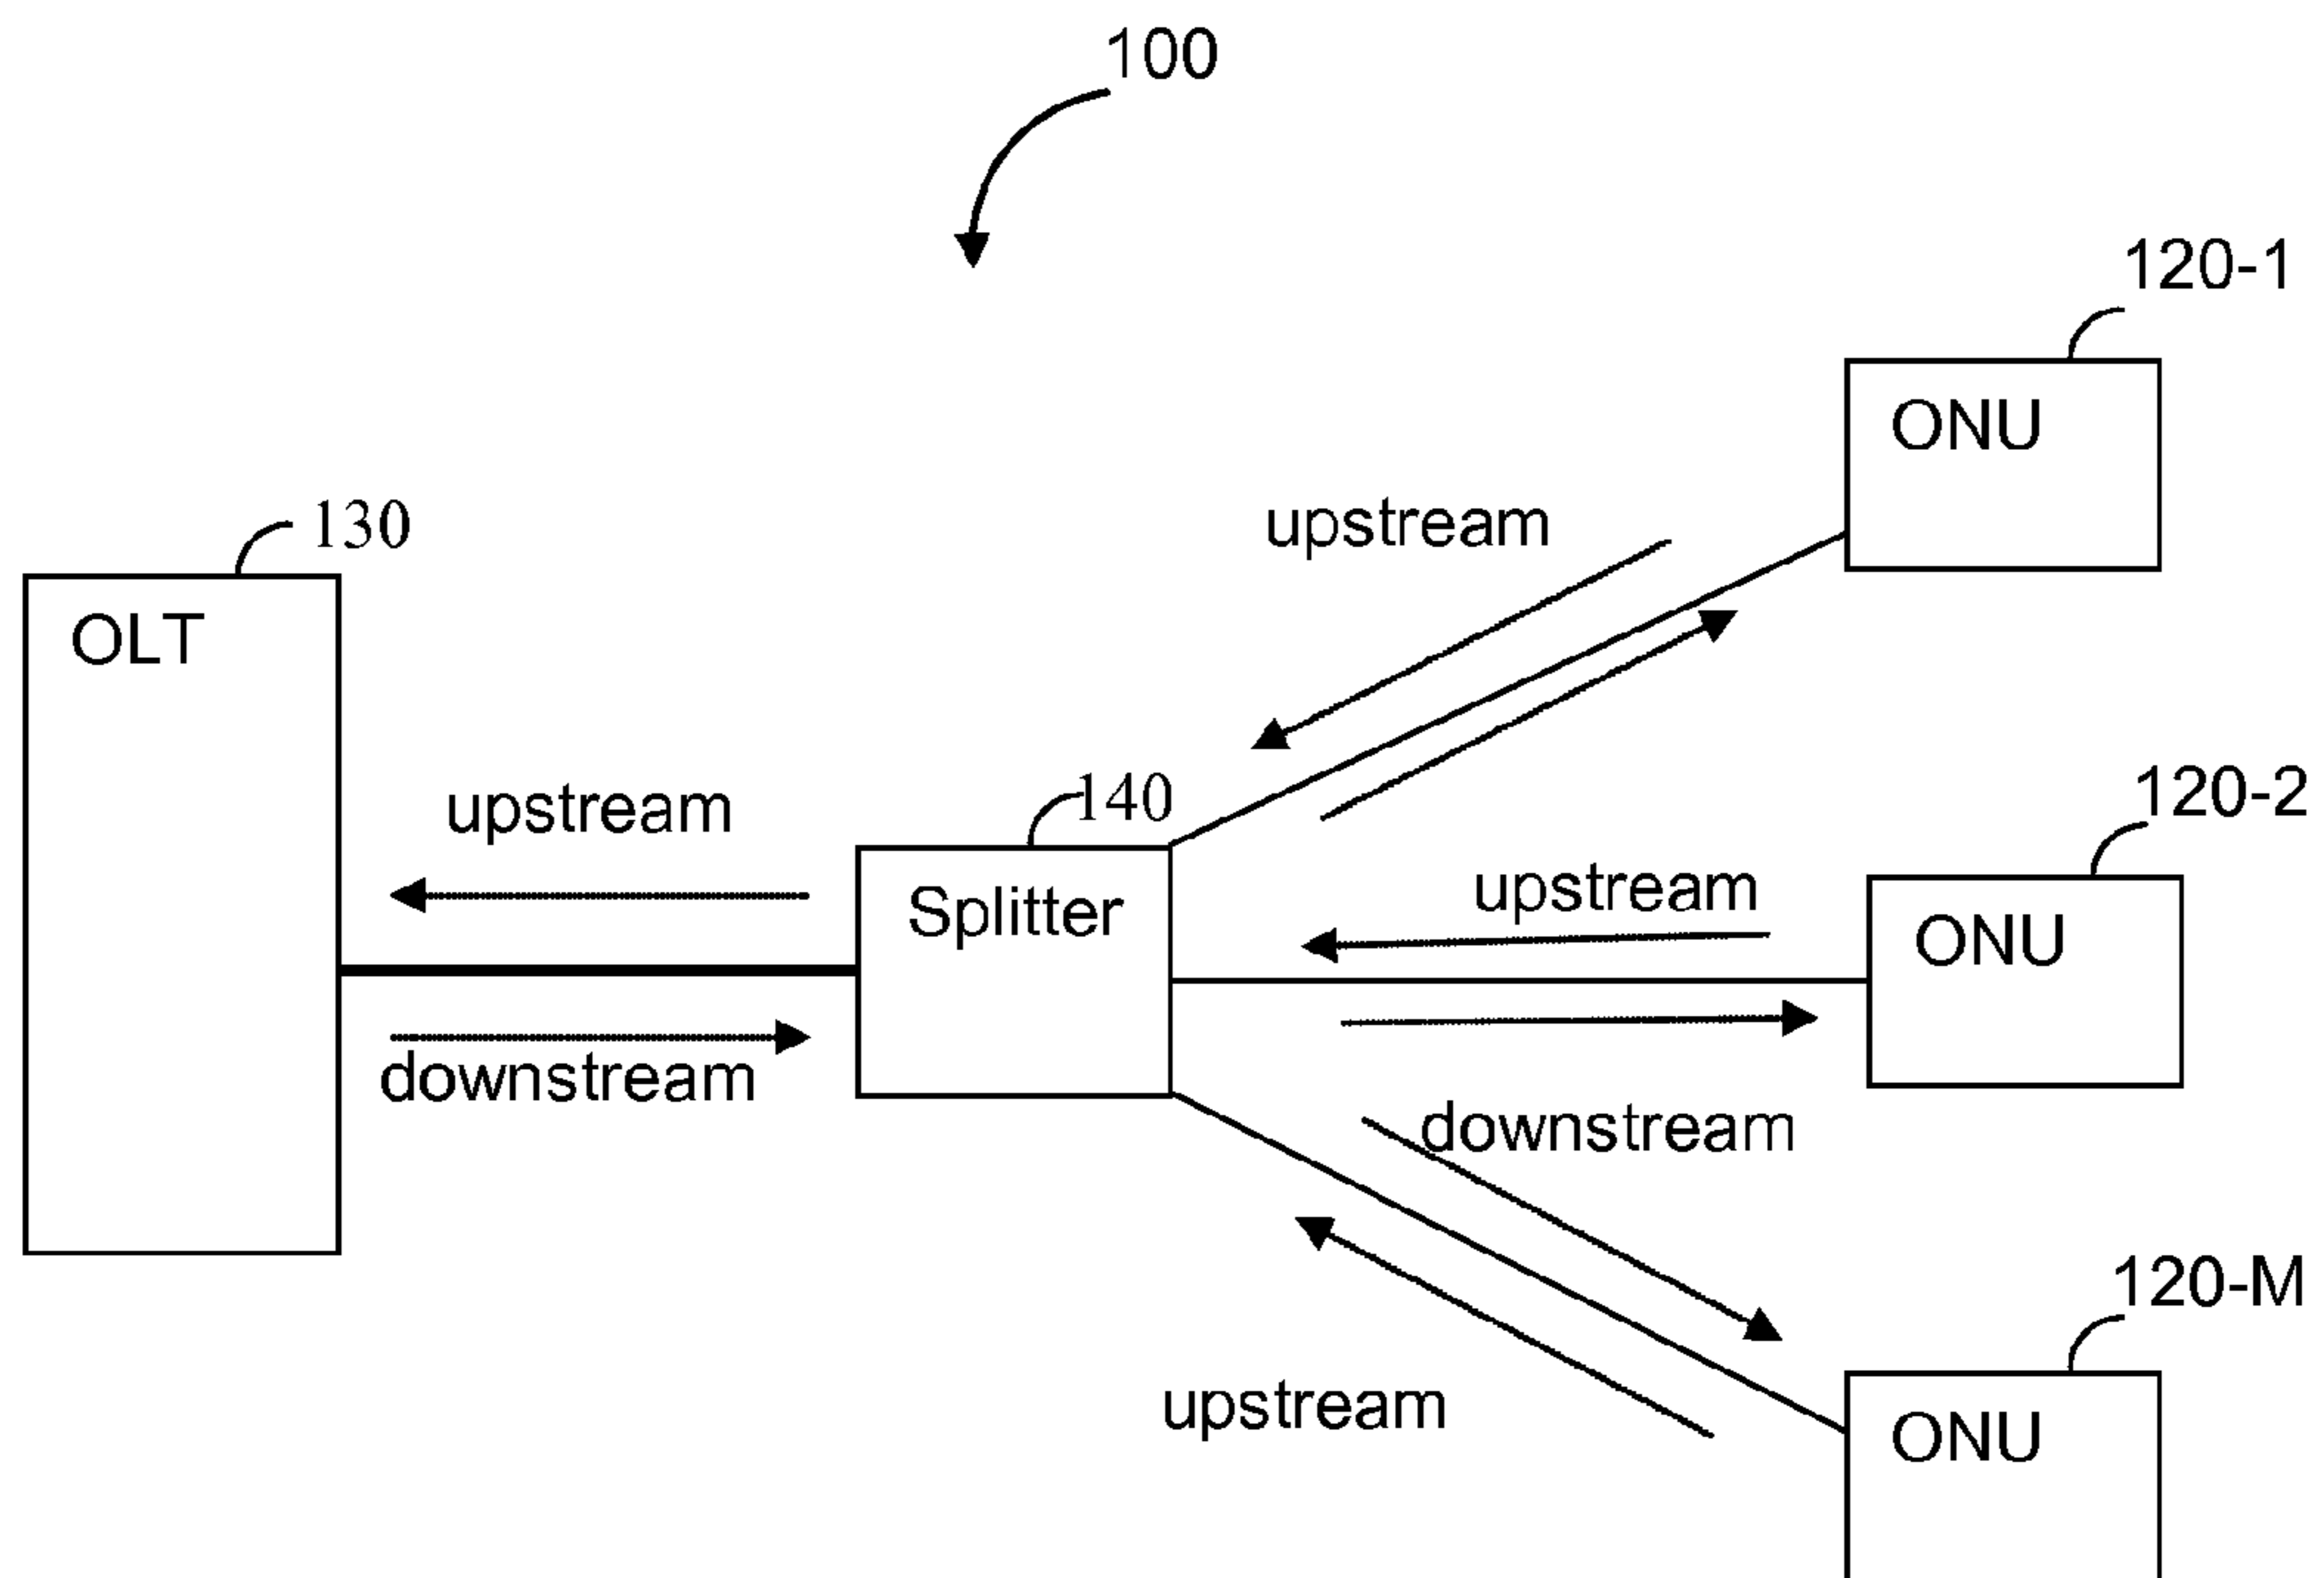 100
120-1
ONU
130
upstream
OLT
120-2
140
upstream
upstream
Splitter
ONU
downstream
downstream
120-M
upstream
ONU